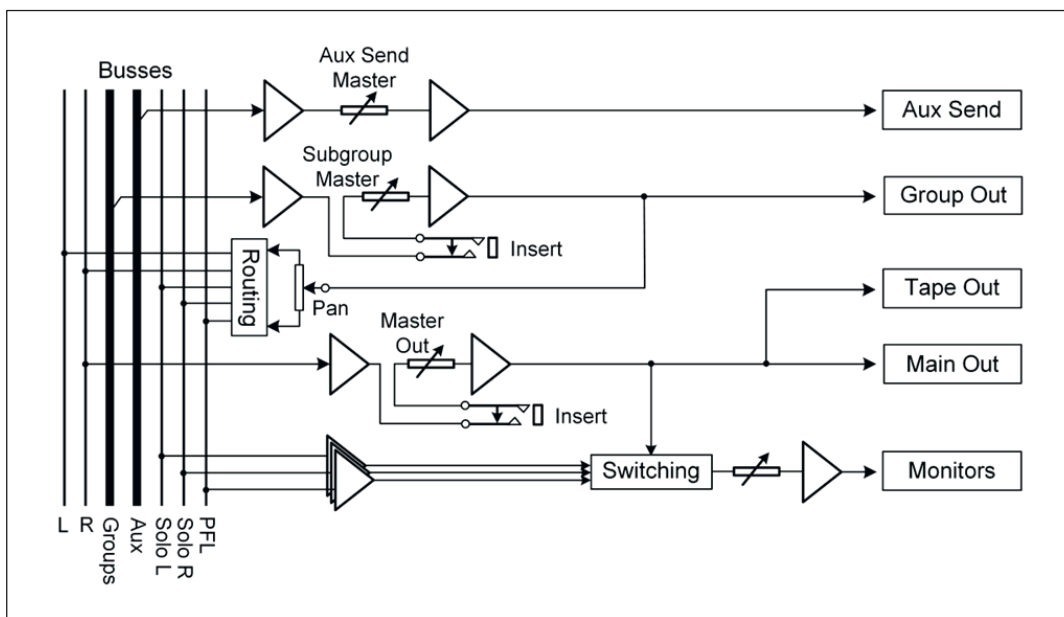 Busses
Aux Send
Master
Aux Send
Subgroup
Master
Group Out
Insert
Routing
Pan
Tape Out
Master
Out
Main Out
Insert
Switching
Monitors
L
R
Groups
Aux
Solo L
Solo R
PFL